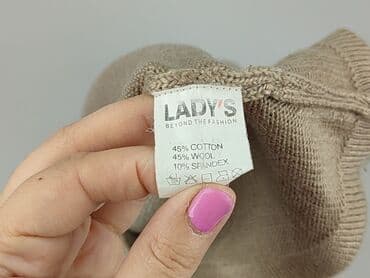 LADY'S
BEYOND THE FASHION
45% COTTON
45% WOOL
10% SPANDEX